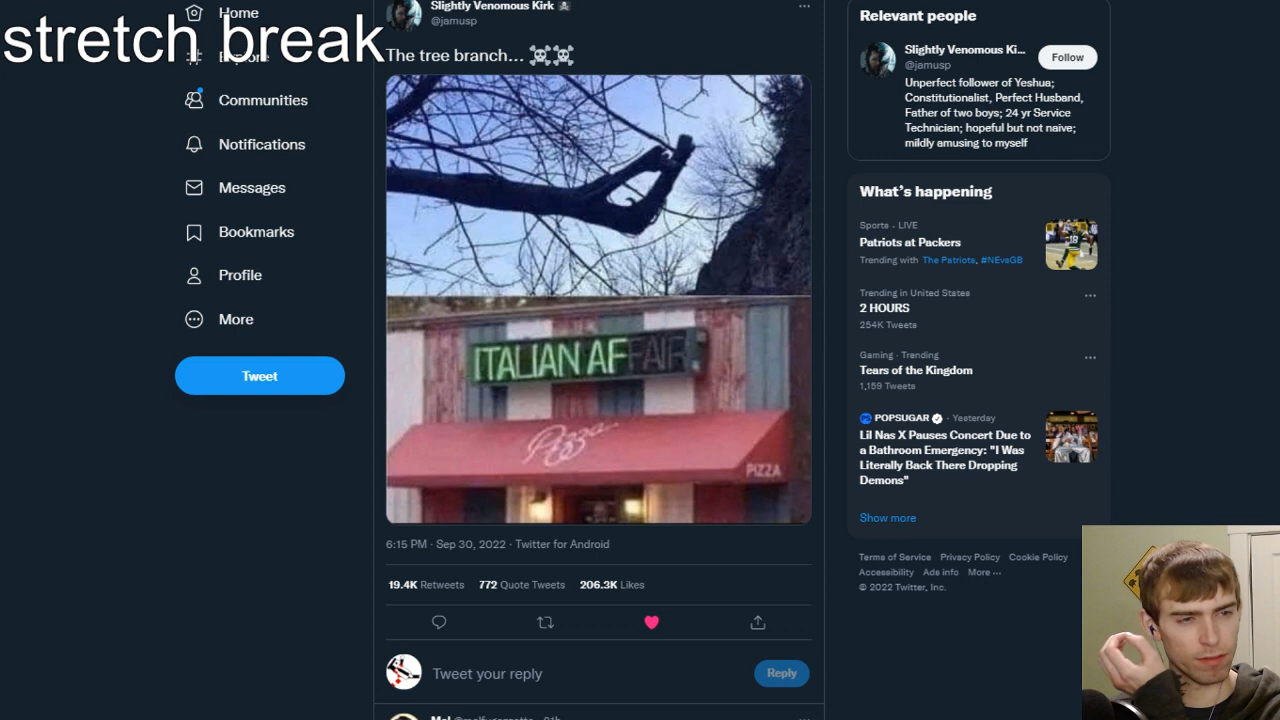 stretch break
Home
Explore
Communities
Notifications
Messages
Bookmarks
Profile
More
Tweet
Slightly Venomous Kirk ☠
@jamusp
The tree branch... ☠☠
ITALIAN AFFAIR
Pizza
PIZZA
6:15 PM · Sep 30, 2022 · Twitter for Android
19.4K Retweets 772 Quote Tweets 206.3K Likes
Tweet your reply
Reply
Relevant people
Slightly Venomous Ki...
@jamusp
Follow
Unperfect follower of Yeshua;
Constitutionalist, Perfect Husband,
Father of two boys; 24 yr Service
Technician; hopeful but not naive;
mildly amusing to myself
What's happening
Sports · LIVE
Patriots at Packers
Trending with The Patriots, #NEvsGB
Trending in United States
2 HOURS
254K Tweets
Gaming · Trending
Tears of the Kingdom
1,159 Tweets
POPSUGAR · Yesterday
Lil Nas X Pauses Concert Due to
a Bathroom Emergency: "I Was
Literally Back There Dropping
Demons"
Show more
Terms of Service Privacy Policy Cookie Policy
Accessibility Ads info More ···
© 2022 Twitter, Inc.